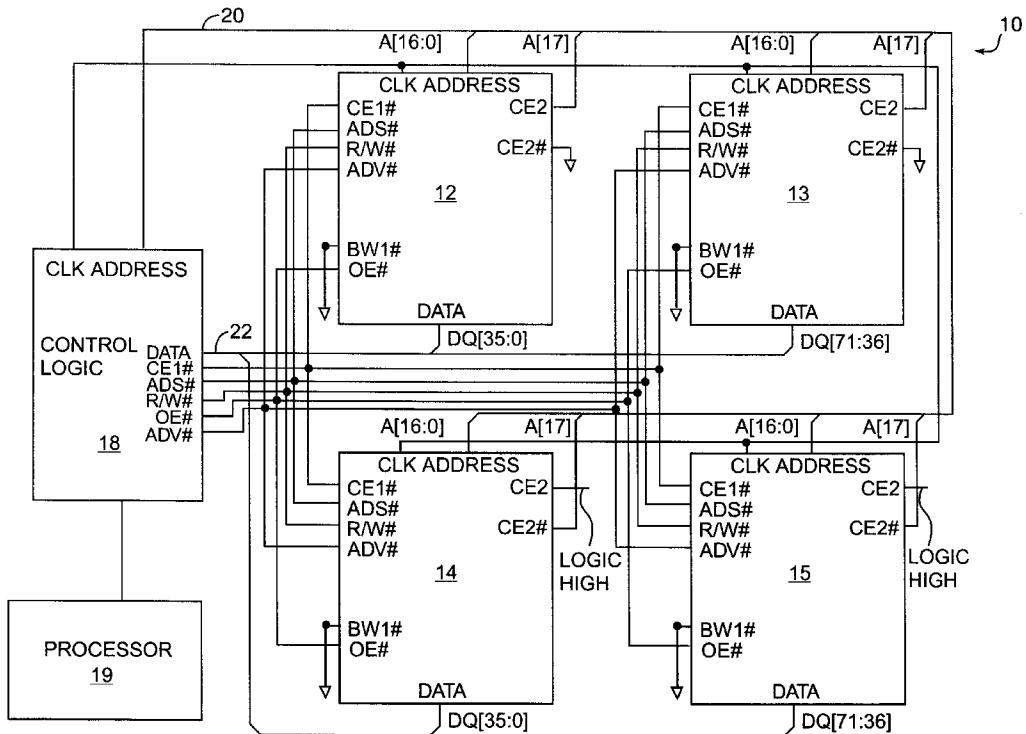 20
10
A[16:0]
A[17]
A[16:0]
A[17]
CLK ADDRESS
CE1#
ADS#
R/W#
ADV#
CE2
CE2#
12
BW1#
OE#
DATA
DQ[35:0]
CLK ADDRESS
CE1#
ADS#
R/W#
ADV#
CE2
CE2#
13
BW1#
OE#
DATA
DQ[71:36]
CLK ADDRESS
CONTROL
LOGIC
18
DATA
CE1#
ADS#
R/W#
OE#
ADV#
22
A[16:0]
A[17]
A[16:0]
A[17]
CLK ADDRESS
CE1#
ADS#
R/W#
ADV#
CE2
CE2#
14
BW1#
OE#
DATA
DQ[35:0]
LOGIC
HIGH
CLK ADDRESS
CE1#
ADS#
R/W#
ADV#
CE2
CE2#
15
BW1#
OE#
DATA
DQ[71:36]
LOGIC
HIGH
PROCESSOR
19